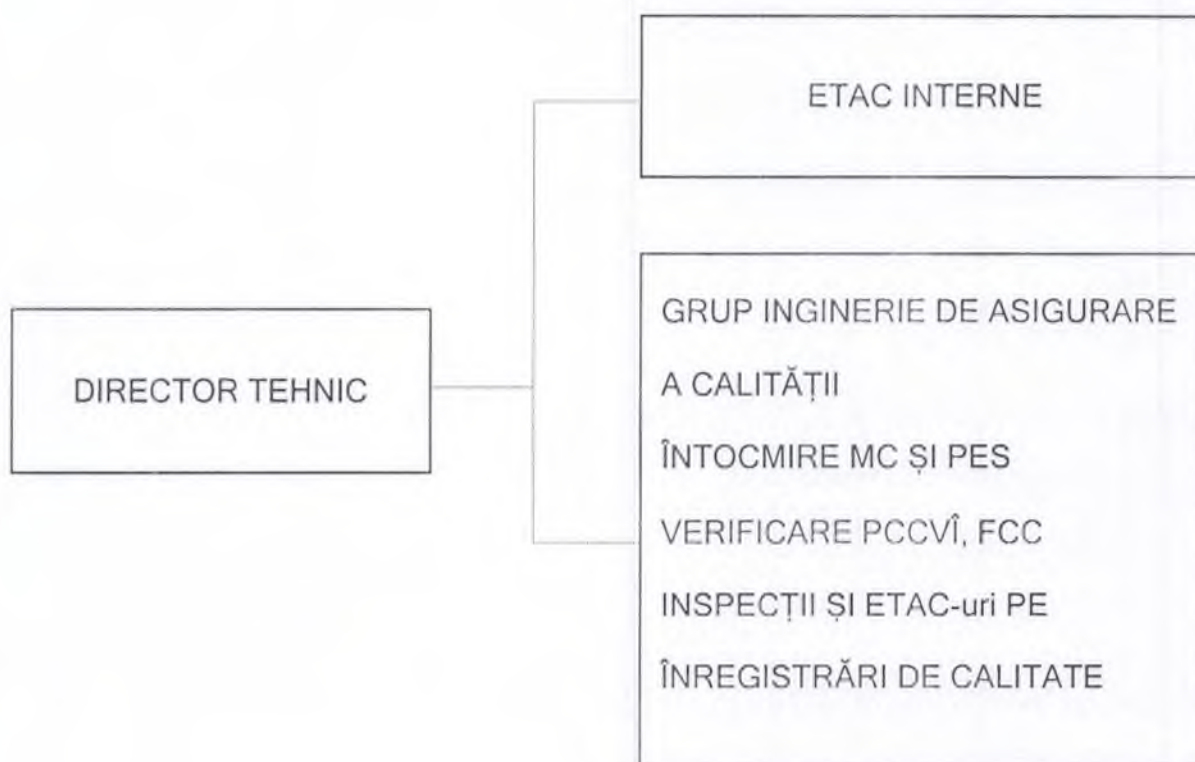 ETAC INTERNE
DIRECTOR TEHNIC
GRUP INGINERIE DE ASIGURARE
A CALITĂȚII
ÎNTOCMIRE MC ȘI PES
VERIFICARE PCCVÎ, FCC
INSPECȚII ȘI ETAC-uri PE
ÎNREGISTRĂRI DE CALITATE